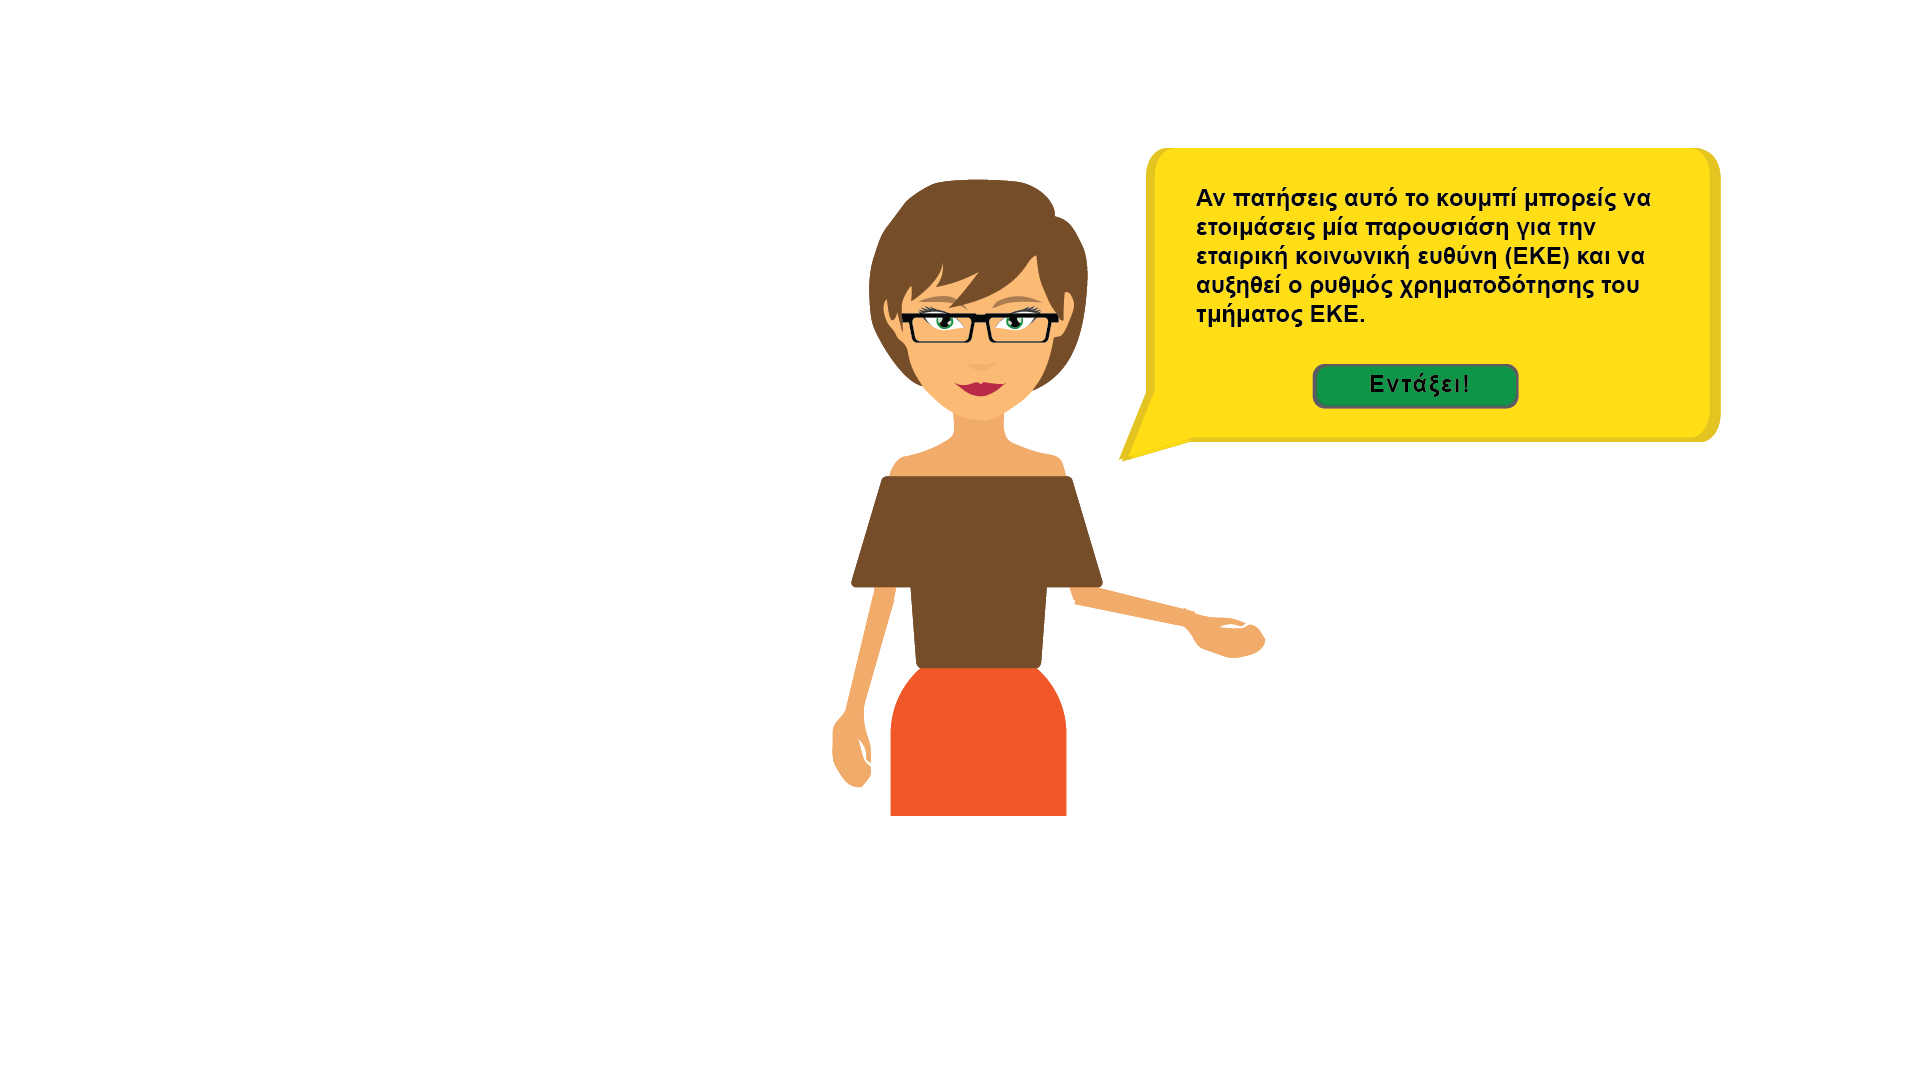 Αν πατήσεις αυτό το κουμπί μπορείς να
ετοιμάσεις μία παρουσιάση για την
εταιρική κοινωνική ευθύνη (ΕΚΕ) και να
αυξηθεί ο ρυθμός χρηματοδότησης του
τμήματος ΕΚΕ.
Εντάξει!